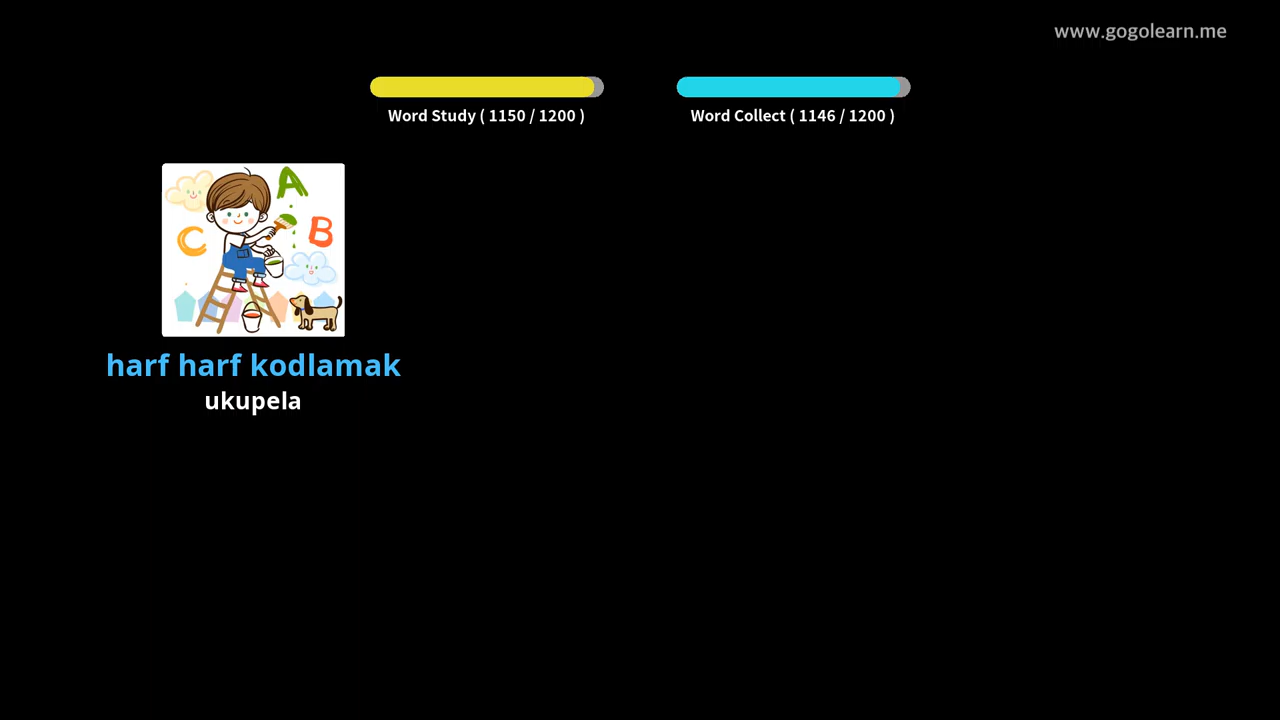 www.gogolearn.me
Word Study ( 1150 / 1200 )
Word Collect ( 1146 / 1200 )
A
B
C
harf harf kodlamak
ukupela